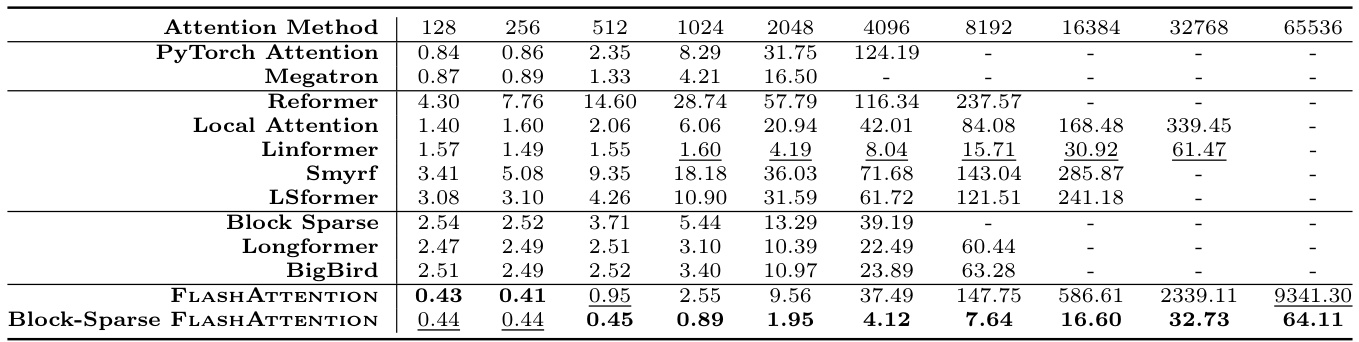 Attention Method 128 256 512 1024 2048 4096 8192 16384 32768 65536
PyTorch Attention 0.84 0.86 2.35 8.29 31.75 124.19 - - - -
Megatron 0.87 0.89 1.33 4.21 16.50 - - - - -
Reformer 4.30 7.76 14.60 28.74 57.79 116.34 237.57 - - -
Local Attention 1.40 1.60 2.06 6.06 20.94 42.01 84.08 168.48 339.45 -
Linformer 1.57 1.49 1.55 1.60 4.19 8.04 15.71 30.92 61.47 -
Smyrf 3.41 5.08 9.35 18.18 36.03 71.68 143.04 285.87 - -
LSformer 3.08 3.10 4.26 10.90 31.59 61.72 121.51 241.18 - -
Block Sparse 2.54 2.52 3.71 5.44 13.29 39.19 - - - -
Longformer 2.47 2.49 2.51 3.10 10.39 22.49 60.44 - - -
BigBird 2.51 2.49 2.52 3.40 10.97 23.89 63.28 - - -
FlashAttention 0.43 0.41 0.95 2.55 9.56 37.49 147.75 586.61 2339.11 9341.30
Block-Sparse FlashAttention 0.44 0.44 0.45 0.89 1.95 4.12 7.64 16.60 32.73 64.11